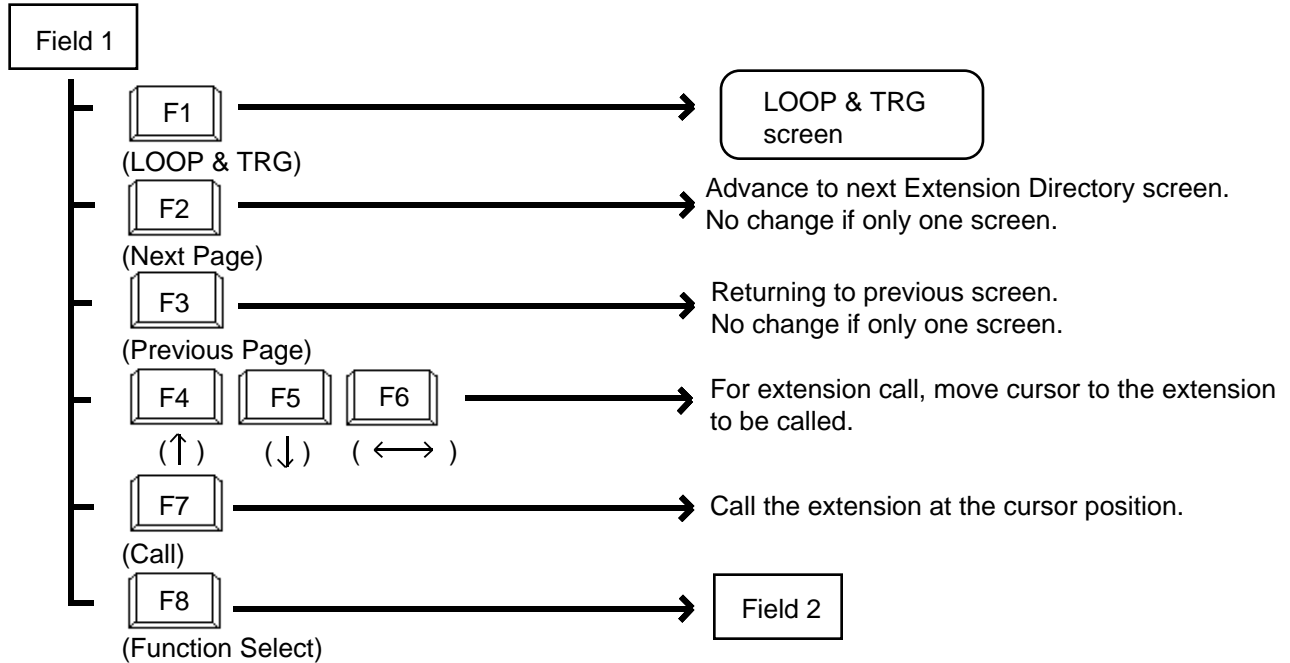 Field 1
F1
LOOP & TRG
screen
(LOOP & TRG)
F2
Advance to next Extension Directory screen.
No change if only one screen.
(Next Page)
F3
Returning to previous screen.
No change if only one screen.
(Previous Page)
F4 F5 F6
For extension call, move cursor to the extension
to be called.
(↑) (↓) (↔)
F7
Call the extension at the cursor position.
(Call)
F8
Field 2
(Function Select)